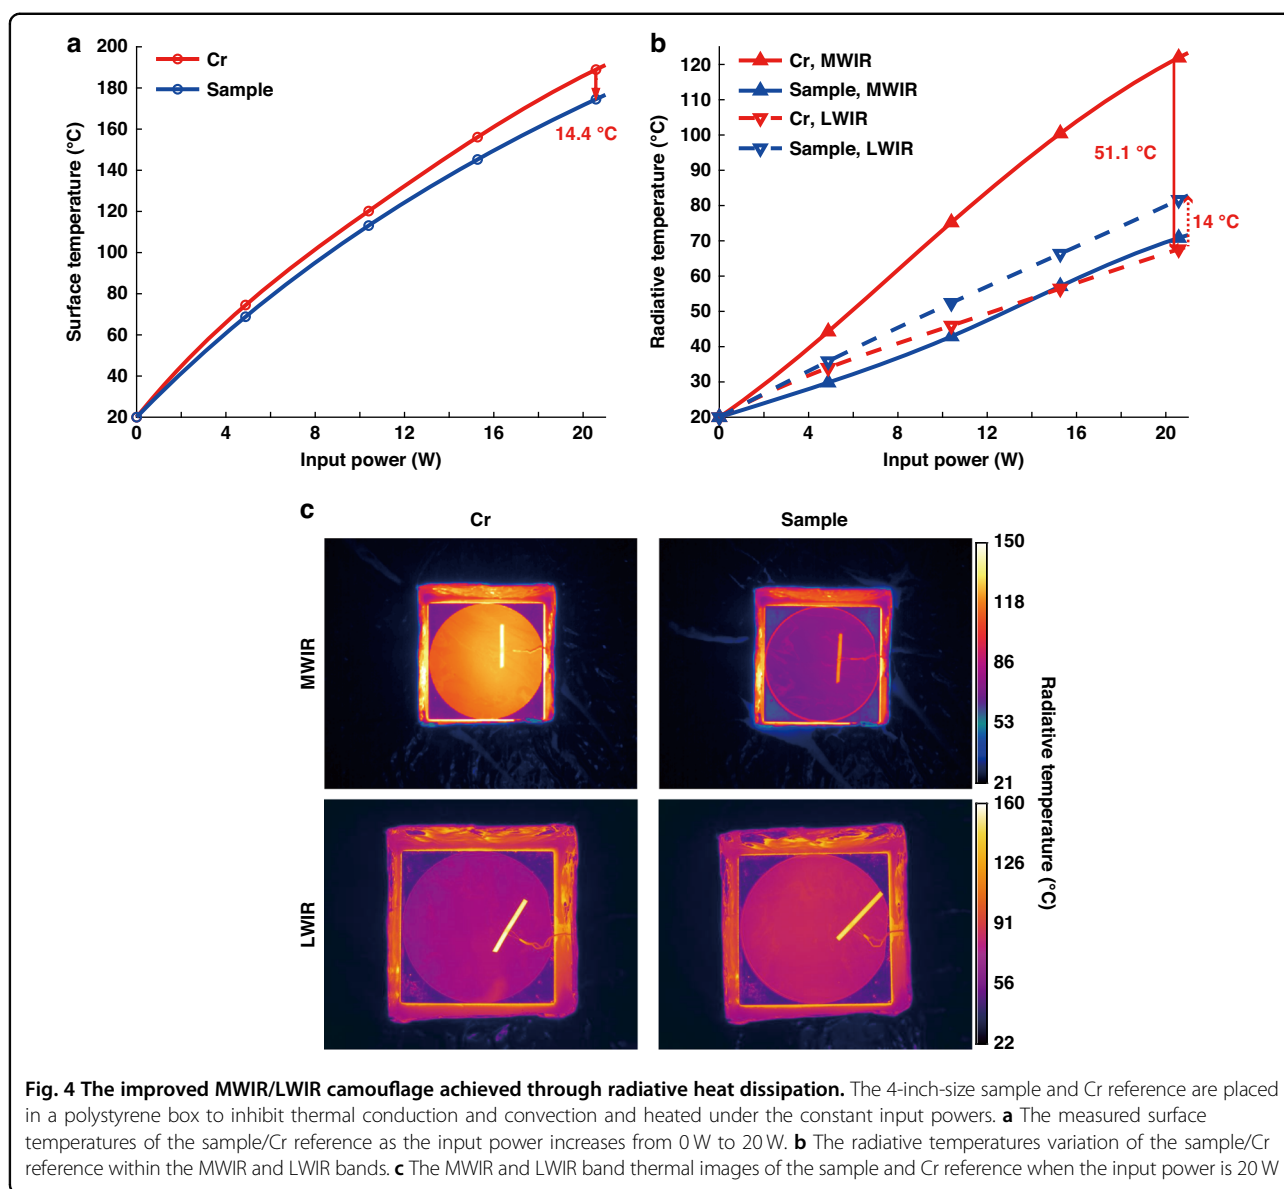 a
200
180
160
140
120
100
80
60
40
20
Surface temperature (°C)
Cr
Sample
14.4 °C
0
4
8
12
16
20
Input power (W)
b
120
110
100
90
80
70
60
50
40
30
20
Radiative temperature (°C)
Cr, MWIR
Sample, MWIR
Cr, LWIR
Sample, LWIR
51.1 °C
14 °C
0
4
8
12
16
20
Input power (W)
c
Cr
Sample
MWIR
LWIR
150
118
86
53
21
160
126
91
56
22
Radiative temperature (°C)
Fig. 4 The improved MWIR/LWIR camouflage achieved through radiative heat dissipation. The 4-inch-size sample and Cr reference are placed
in a polystyrene box to inhibit thermal conduction and convection and heated under the constant input powers. a The measured surface
temperatures of the sample/Cr reference as the input power increases from 0 W to 20 W. b The radiative temperatures variation of the sample/Cr
reference within the MWIR and LWIR bands. c The MWIR and LWIR band thermal images of the sample and Cr reference when the input power is 20 W